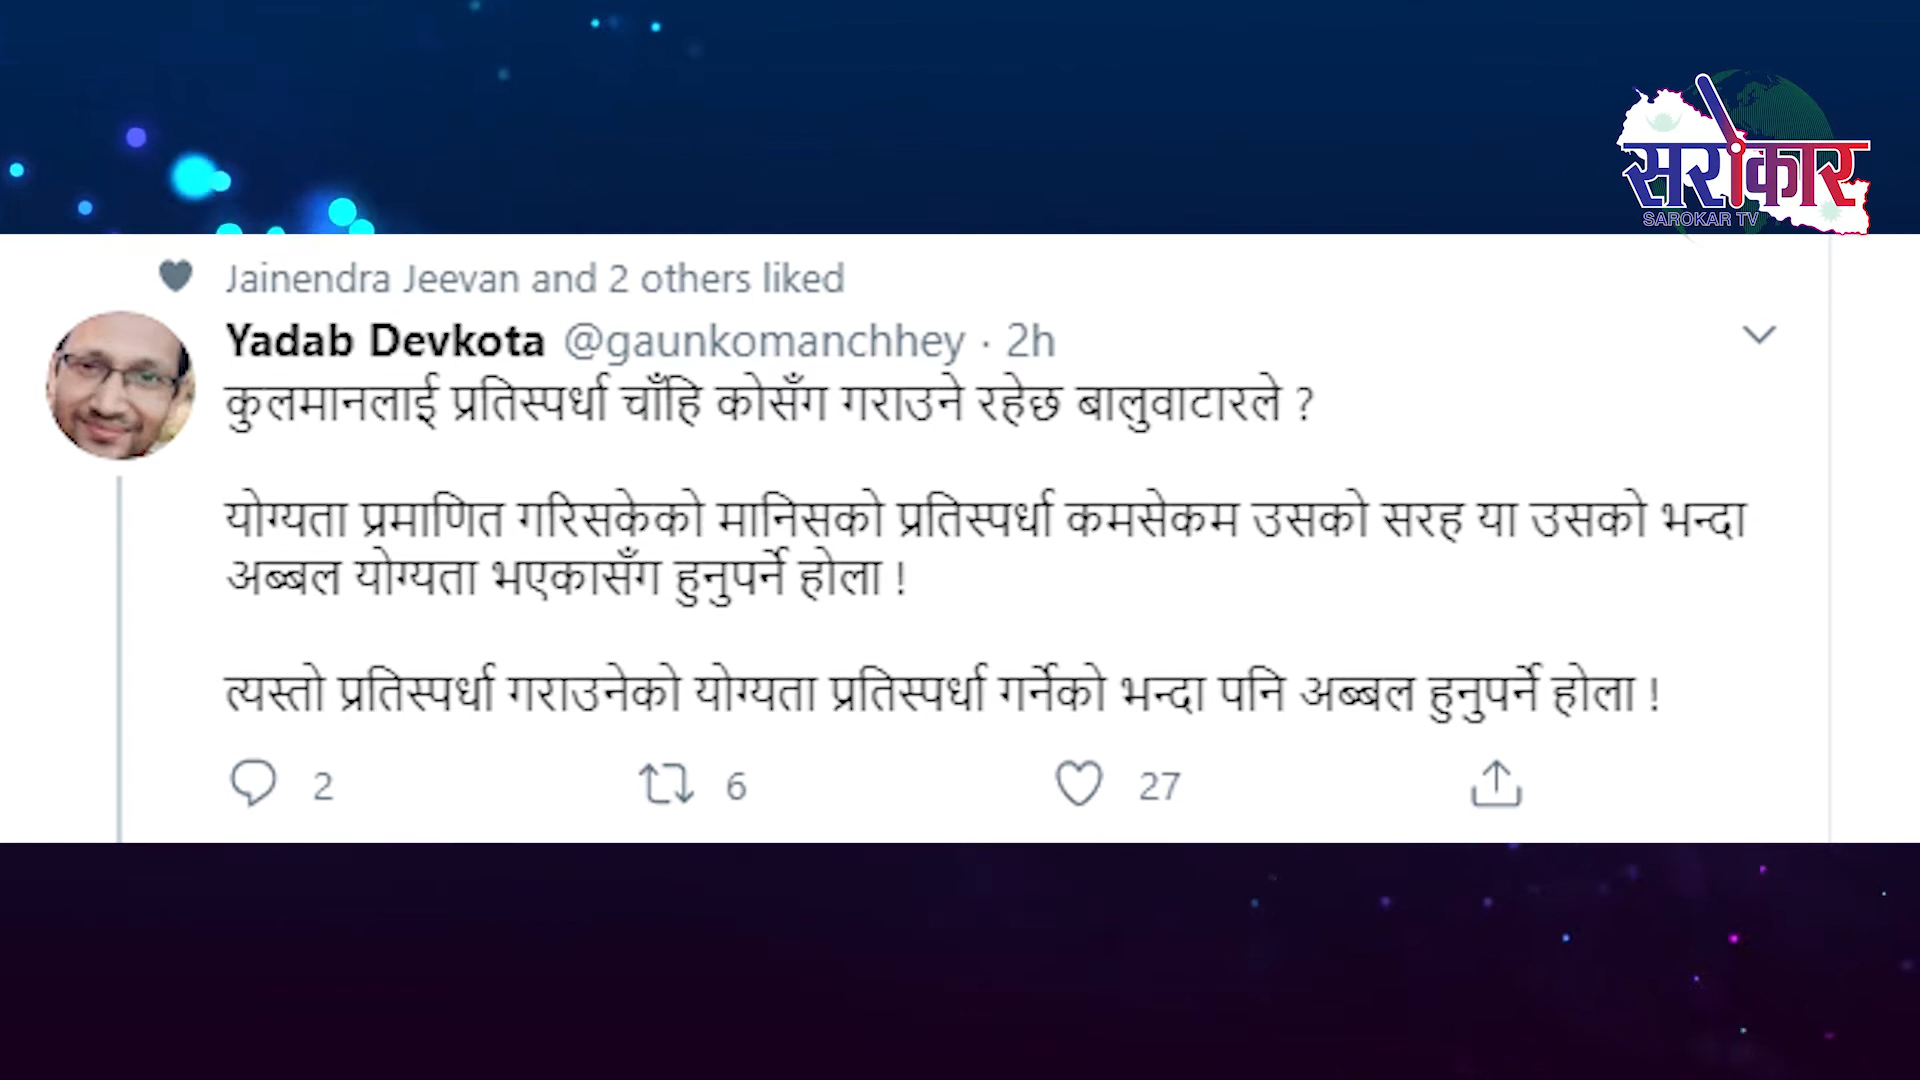 सरोकार
SAROKAR TV
Jainendra Jeevan and 2 others liked
Yadab Devkota @gaunkomanchhey · 2h
कुलमानलाई प्रतिस्पर्धा चाँहि कोसँग गराउने रहेछ बालुवाटारले ?
योग्यता प्रमाणित गरिसकेको मानिसको प्रतिस्पर्धा कमसेकम उसको सरह या उसको भन्दा
अब्बल योग्यता भएकासँग हुनुपर्ने होला !
त्यस्तो प्रतिस्पर्धा गराउनेको योग्यता प्रतिस्पर्धा गर्नेको भन्दा पनि अब्बल हुनुपर्ने होला !
2 6 27